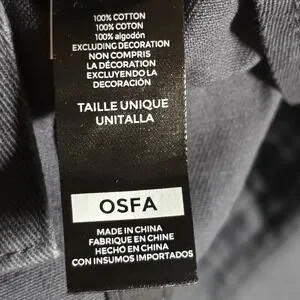 100% COTTON
100% COTON
100% algodón
EXCLUDING DECORATION
NON COMPRIS
LA DÉCORATION
EXCLUYENDO LA
DECORACIÓN
TAILLE UNIQUE
UNITALLA
OSFA
MADE IN CHINA
FABRIQUE EN CHINE
HECHO EN CHINA
CON INSUMOS IMPORTADOS